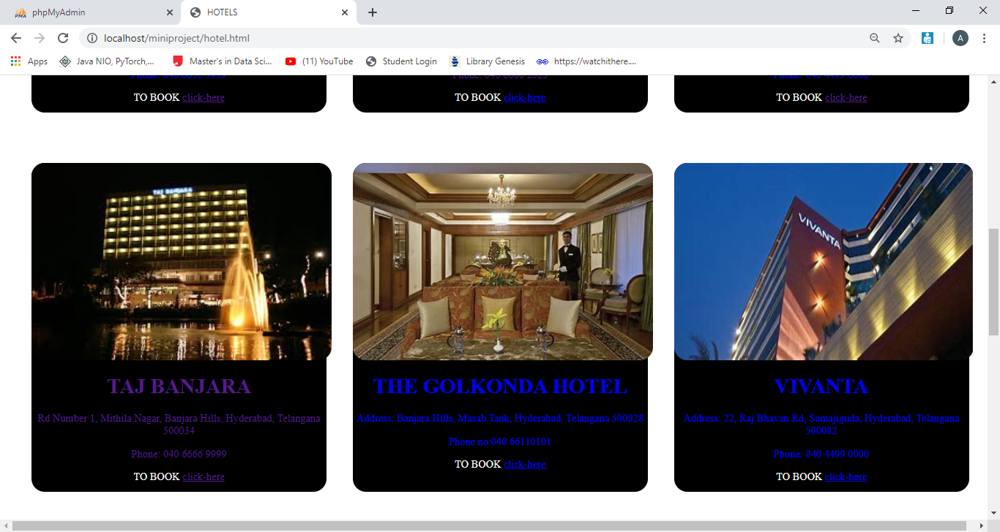 phpMyAdmin
HOTELS
localhost/miniproject/hotel.html
A
Apps
Java NIO, PyTorch,...
Master's in Data Sci...
(11) YouTube
Student Login
Library Genesis
https://watchithere....
TO BOOK click-here
TO BOOK click-here
TO BOOK click-here
TAJ BANJARA
VIVANTA
TAJ BANJARA
Rd Number 1, Mithila Nagar, Banjara Hills, Hyderabad, Telangana
500034
Phone: 040 6666 9999
TO BOOK click-here
THE GOLKONDA HOTEL
Address: Banjara Hills, Masab Tank, Hyderabad, Telangana 500028
Phone no:040 66110101
TO BOOK click-here
VIVANTA
Address: 22, Raj Bhavan Rd, Somajiguda, Hyderabad, Telangana
500082
Phone: 040 4499 0000
TO BOOK click-here